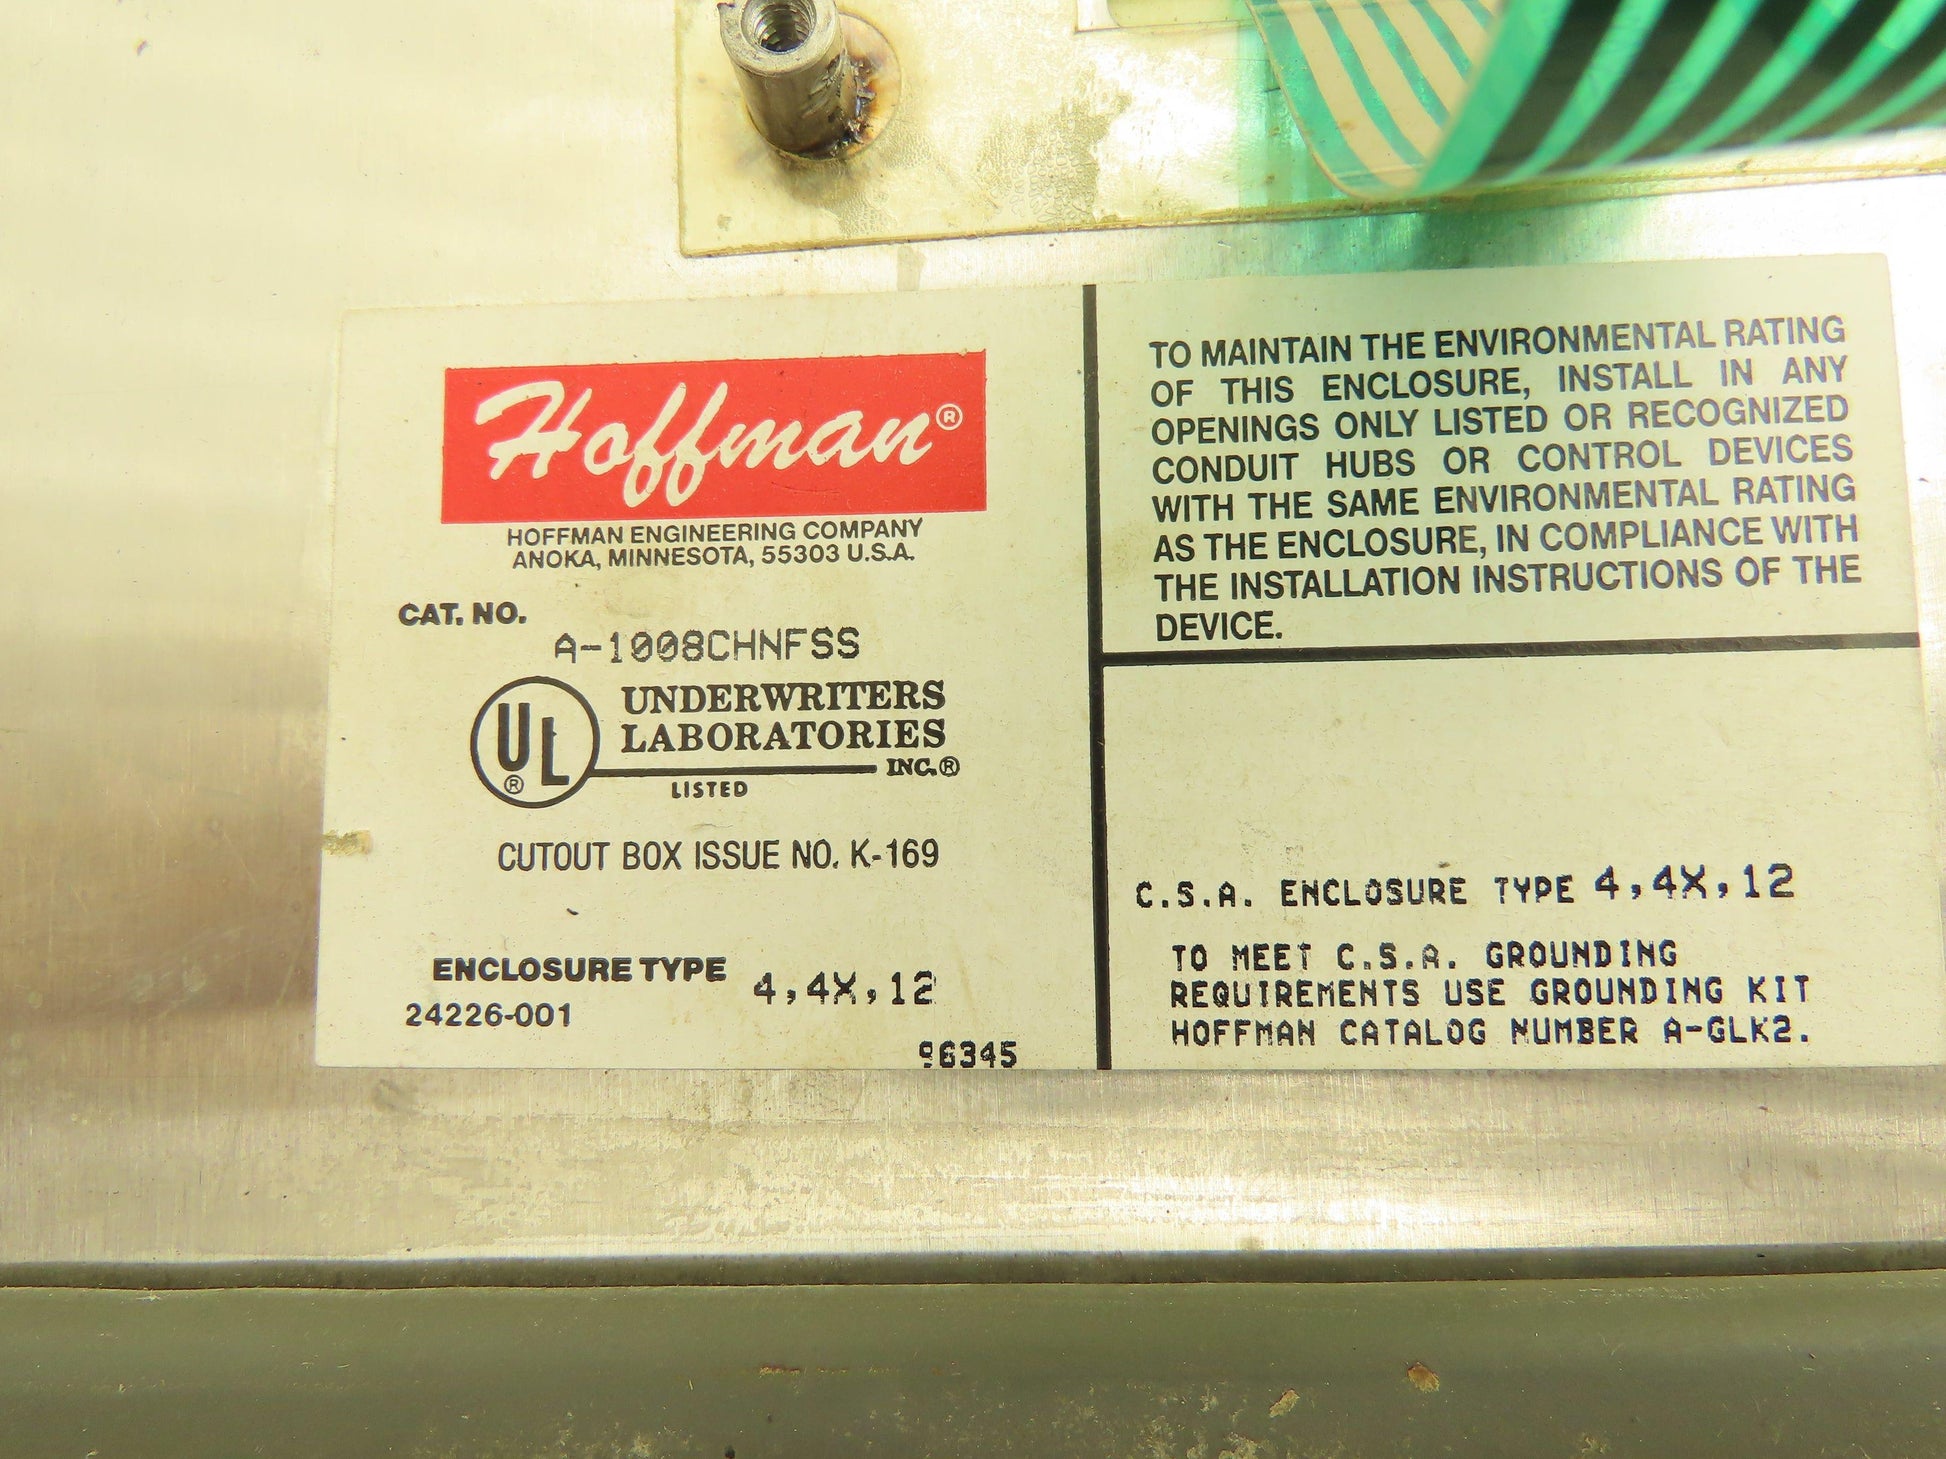 Hoffman®
HOFFMAN ENGINEERING COMPANY
ANOKA, MINNESOTA, 55303 U.S.A.
CAT. NO.
A-1008CHNFSS
UL®
UNDERWRITERS
LABORATORIES
INC.®
LISTED
CUTOUT BOX ISSUE NO. K-169
ENCLOSURE TYPE 4,4X,12
24226-001
96345
TO MAINTAIN THE ENVIRONMENTAL RATING
OF THIS ENCLOSURE, INSTALL IN ANY
OPENINGS ONLY LISTED OR RECOGNIZED
CONDUIT HUBS OR CONTROL DEVICES
WITH THE SAME ENVIRONMENTAL RATING
AS THE ENCLOSURE, IN COMPLIANCE WITH
THE INSTALLATION INSTRUCTIONS OF THE
DEVICE.
C.S.A. ENCLOSURE TYPE 4,4X,12
TO MEET C.S.A. GROUNDING
REQUIREMENTS USE GROUNDING KIT
HOFFMAN CATALOG NUMBER A-GLK2.